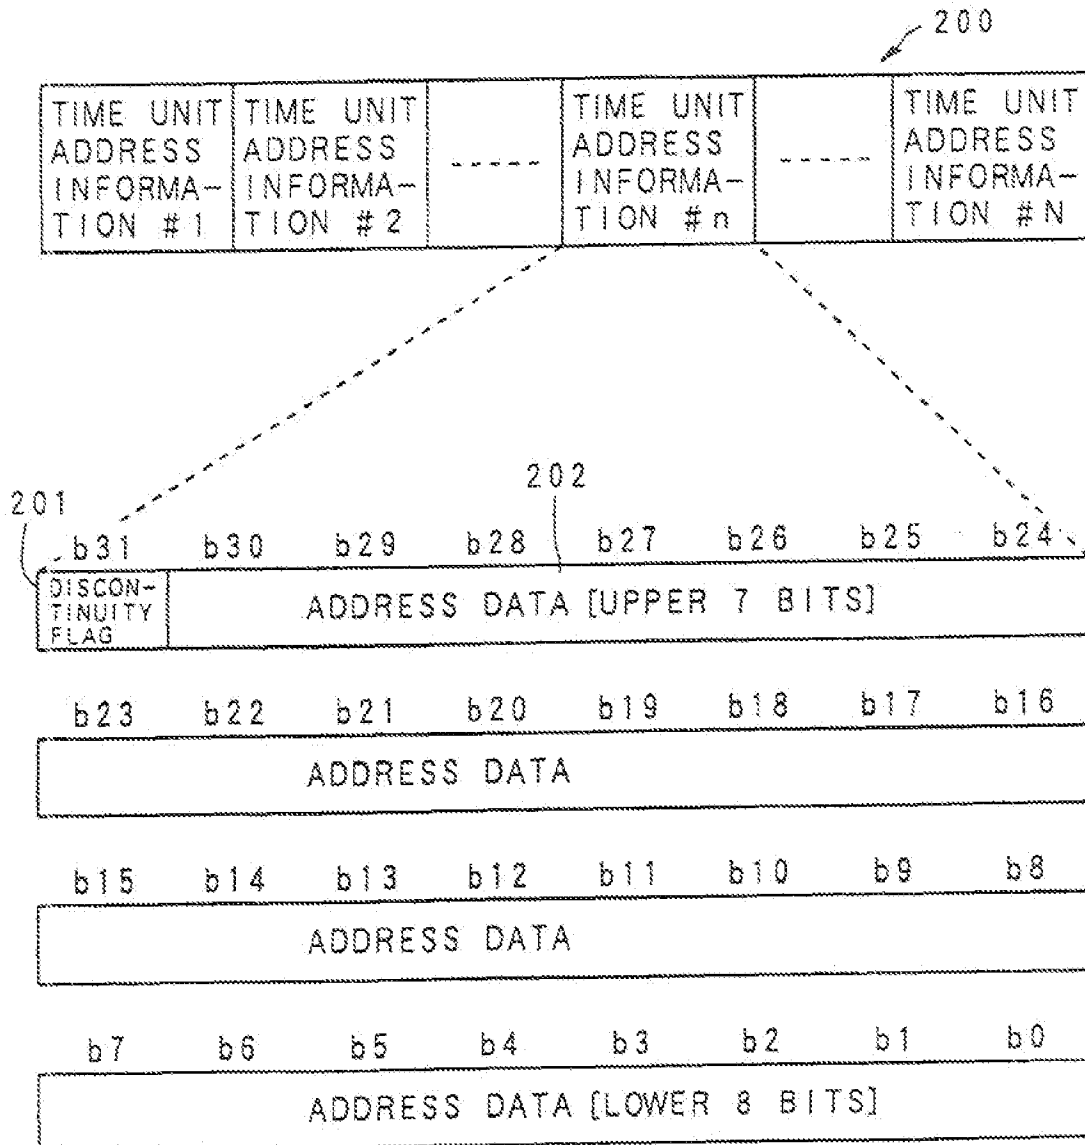 200
TIME UNIT ADDRESS INFORMA- TION #1
TIME UNIT ADDRESS INFORMA- TION #2
TIME UNIT ADDRESS INFORMA- TION #n
TIME UNIT ADDRESS INFORMA- TION #N
201
202
b31 b30 b29 b28 b27 b26 b25 b24
DISCON- TINUITY FLAG
ADDRESS DATA [UPPER 7 BITS]
b23 b22 b21 b20 b19 b18 b17 b16
ADDRESS DATA
b15 b14 b13 b12 b11 b10 b9 b8
ADDRESS DATA
b7 b6 b5 b4 b3 b2 b1 b0
ADDRESS DATA [LOWER 8 BITS]